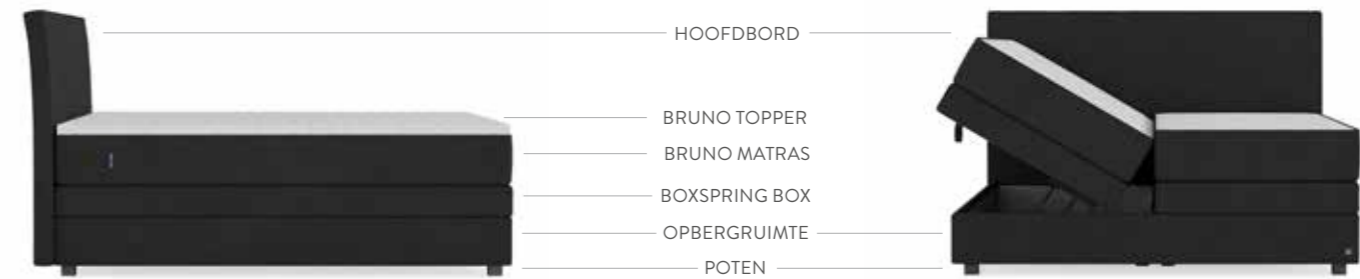 HOOFDBORD
BRUNO TOPPER
BRUNO MATRAS
BOXSPRING BOX
OPBERGRUIMTE
POTEN